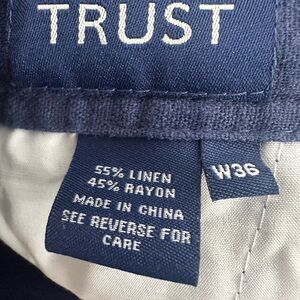 TRUST
55% LINEN
45% RAYON
MADE IN CHINA
SEE REVERSE FOR
CARE
W36